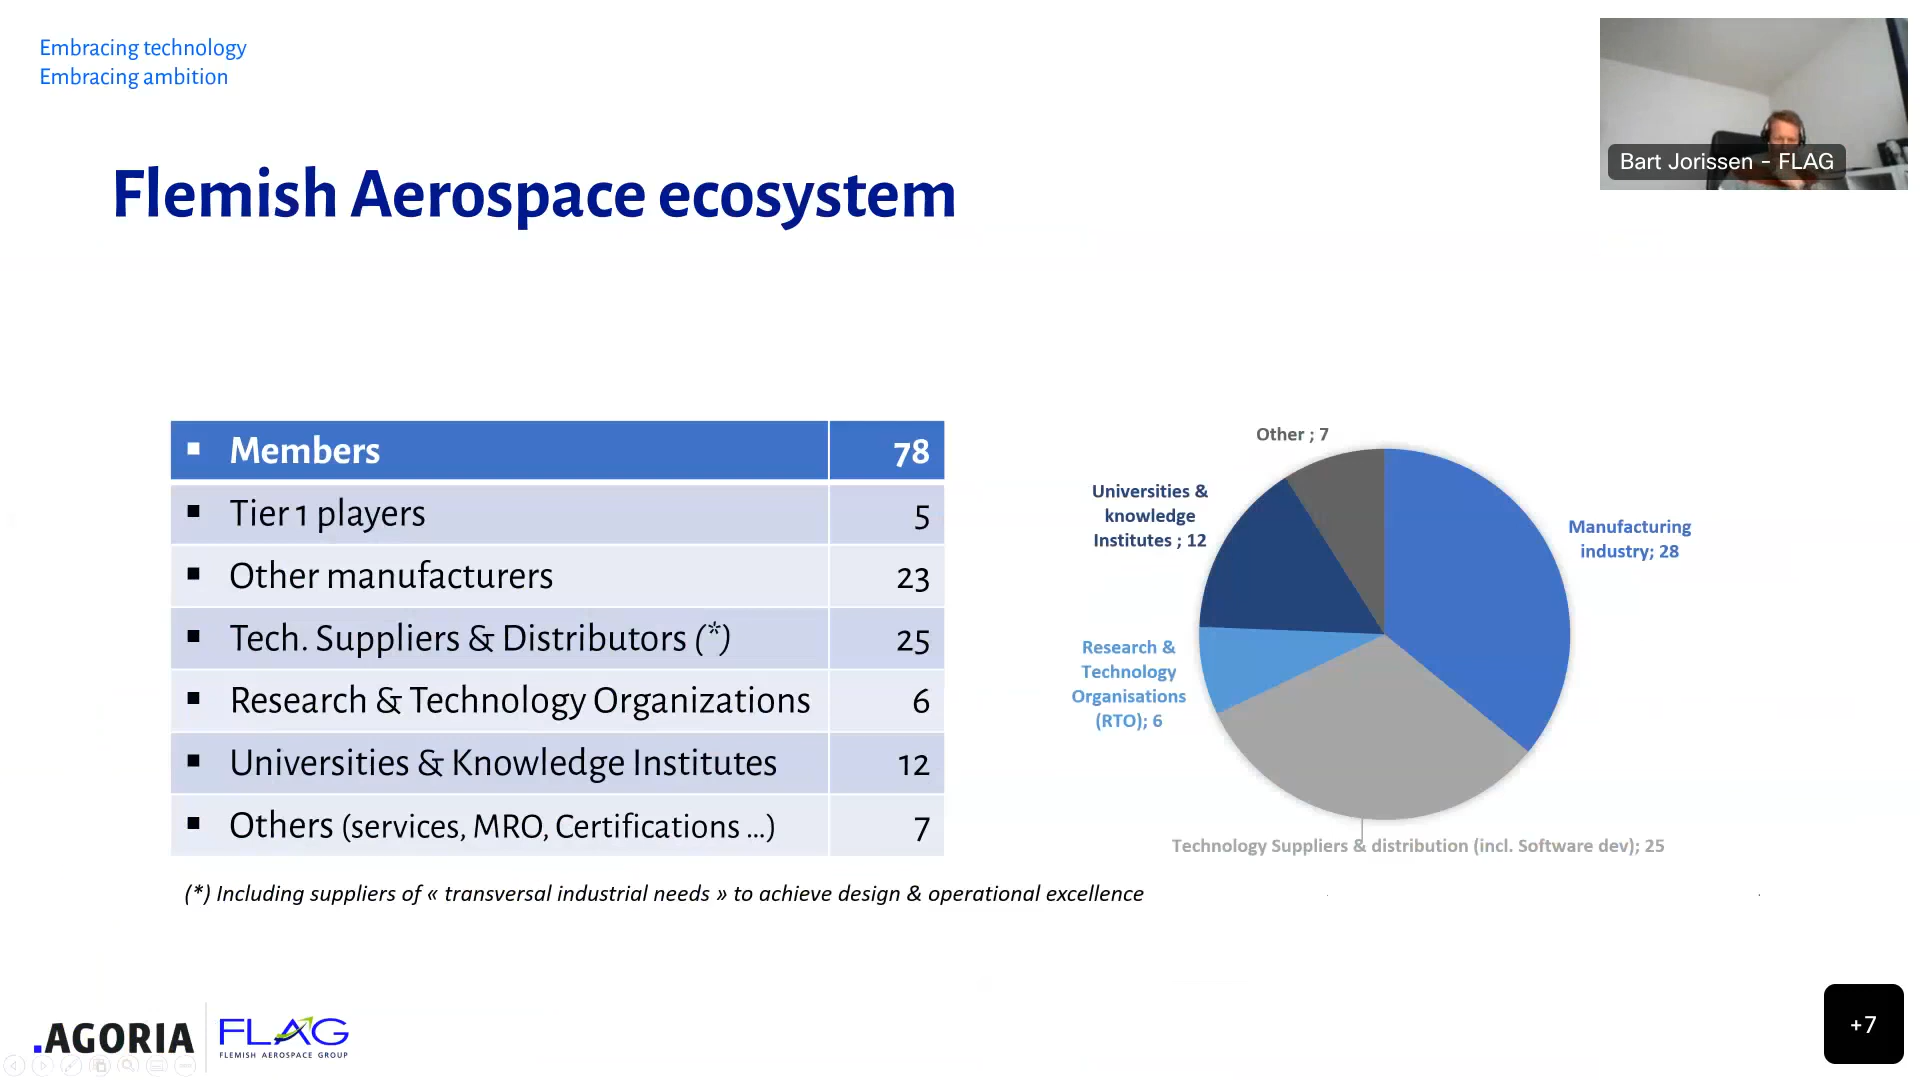 Embracing technology
Embracing ambition
Bart Jorissen - FLAG
Flemish Aerospace ecosystem
▪ Members 78
▪ Tier 1 players 5
▪ Other manufacturers 23
▪ Tech. Suppliers & Distributors (*) 25
▪ Research & Technology Organizations 6
▪ Universities & Knowledge Institutes 12
▪ Others (services, MRO, Certifications ...) 7
(*) Including suppliers of « transversal industrial needs » to achieve design & operational excellence
Other ; 7
Universities &
knowledge
Institutes ; 12
Manufacturing
industry; 28
Research &
Technology
Organisations
(RTO); 6
Technology Suppliers & distribution (incl. Software dev); 25
.AGORIA
FLAG
FLEMISH AEROSPACE GROUP
+7